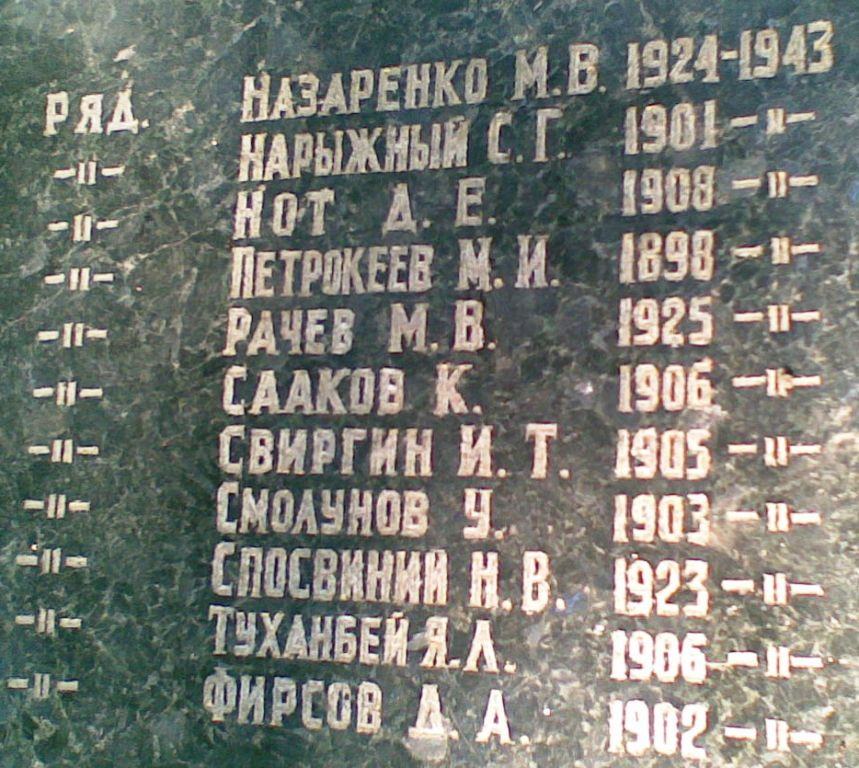 РЯД. НАЗАРЕНКО М.В. 1924-1943
-"- НАРЫЖНЫЙ С.Г. 1901-"-
-"- НОТ Д. Е. 1908-"-
-"- ПЕТРОКЕЕВ М.И. 1898-"-
-"- РАЧЕВ М.В. 1925-"-
-"- СААКОВ К. 1906-"-
-"- СВИРГИН И.Т. 1905-"-
-"- СМОЛУНОВ У. 1903-"-
-"- СПОСВИНИЙ Н.В. 1923-"-
-"- ТУХАНБЕЙ Я.Л. 1906-"-
-"- ФИРСОВ Д.А. 1902-"-